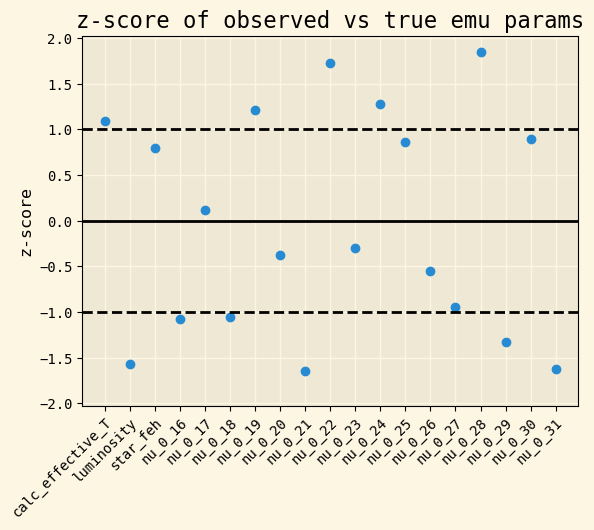 z-score of observed vs true emu params
z-score
2.0
1.5
1.0
0.5
0.0
−0.5
−1.0
−1.5
−2.0
calc_effective_T
luminosity
star_feh
nu_0_16
nu_0_17
nu_0_18
nu_0_19
nu_0_20
nu_0_21
nu_0_22
nu_0_23
nu_0_24
nu_0_25
nu_0_26
nu_0_27
nu_0_28
nu_0_29
nu_0_30
nu_0_31